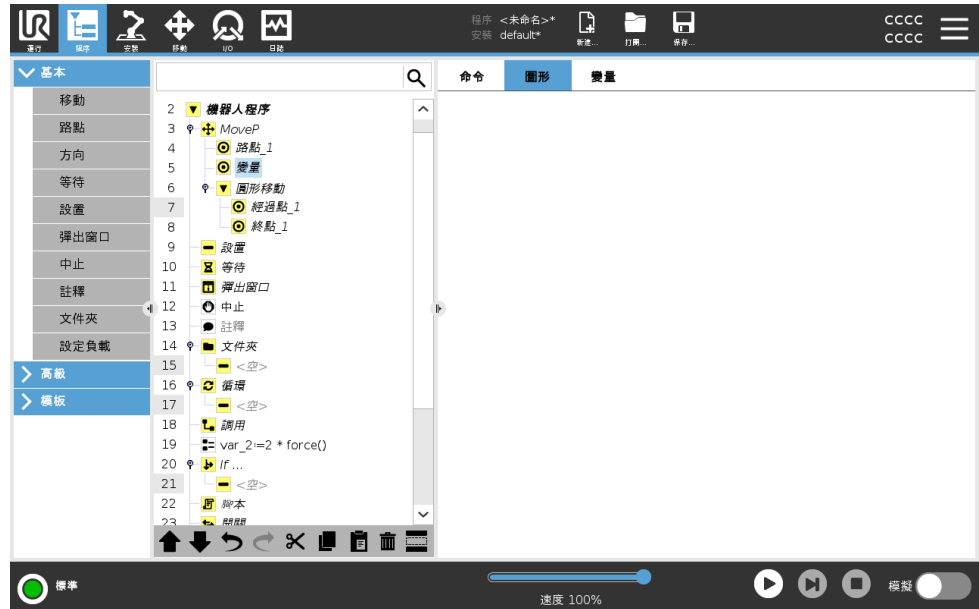 程序 <未命名>*
安裝 default*
運行 程序 安裝 移動 I/O 日誌 新建... 打開... 保存...
cccc
cccc
基本
移動
路點
方向
等待
設置
彈出窗口
中止
註釋
文件夾
設定負載
高級
模板
2 機器人程序
3 MoveP
4 路點_1
5 變量
6 圓形移動
7 經過點_1
8 終點_1
9 設置
10 等待
11 彈出窗口
12 中止
13 註釋
14 文件夾
15 <空>
16 循環
17 <空>
18 調用
19 var_2:=2 * force()
20 If ...
21 <空>
22 腳本
23 開關
命令 圖形 變量
標準
速度 100%
模擬